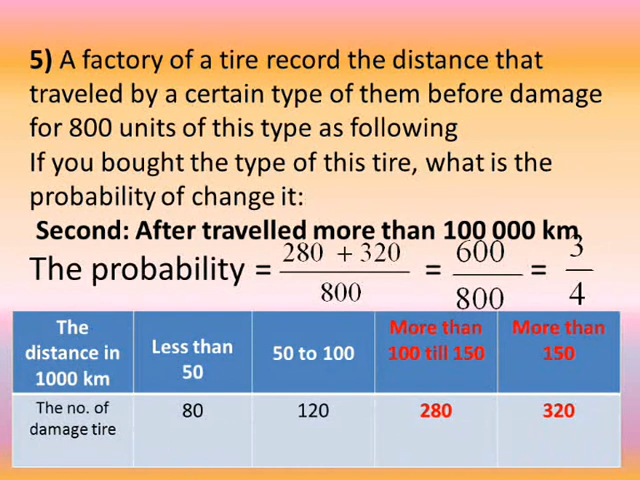 5) A factory of a tire record the distance that
traveled by a certain type of them before damage
for 800 units of this type as following
If you bought the type of this tire, what is the
probability of change it:
Second: After travelled more than 100 000 km
The probability = 280 + 320 / 800 = 600 / 800 = 3 / 4
The distance in 1000 km | Less than 50 | 50 to 100 | More than 100 till 150 | More than 150
The no. of damage tire | 80 | 120 | 280 | 320